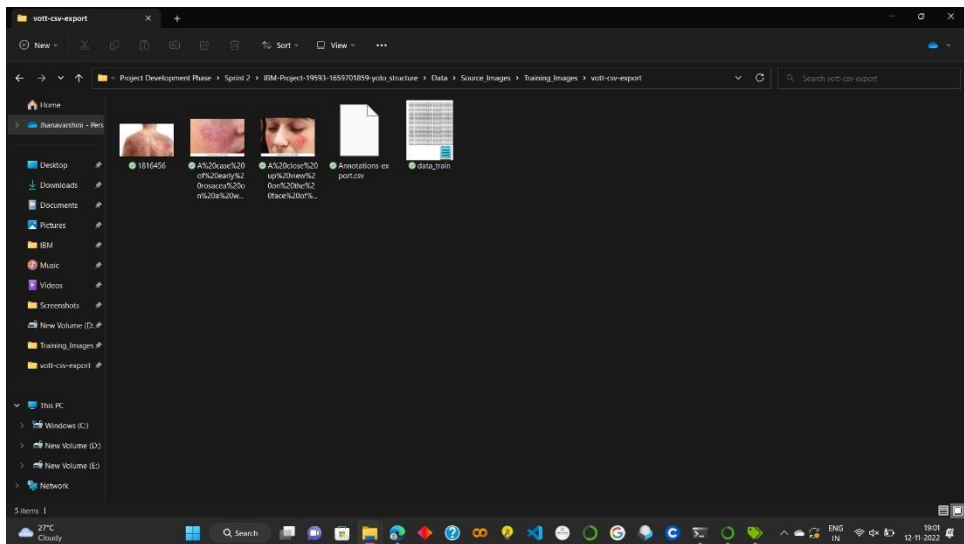 vott-csv-export
New
Sort
View
Project Development Phase > Sprint 2 > IBM-Project-19593-1659701859-yolo_structure > Data > Source_Images > Training_Images > vott-csv-export
Search vott-csv-export
Home
Jhanavarshini - Pers
Desktop
Downloads
Documents
Pictures
IBM
Music
Videos
Screenshots
New Volume (D:
Training_Images
vott-csv-export
This PC
Windows (C:)
New Volume (D:)
New Volume (E:)
Network
1816456
A%20case%20
of%20early%2
0rosacea%20o
n%20a%20w...
A%20close%20
up%20view%2
0on%20the%2
0face%20of%...
Annotations-ex
port.csv
data_train
5 items
27°C
Cloudy
Search
ENG
IN
19:01
12-11-2022